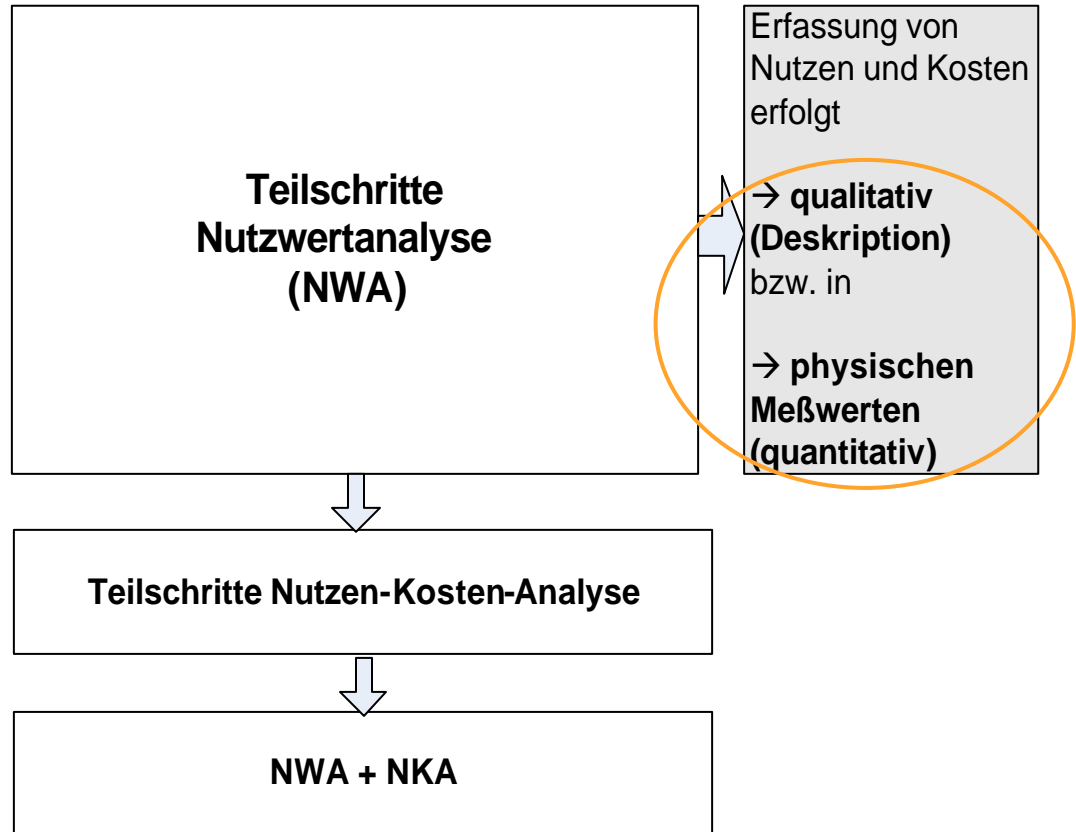 Teilschritte
Nutzwertanalyse
(NWA)
Erfassung von
Nutzen und Kosten
erfolgt
→ qualitativ
(Deskription)
bzw. in
→ physischen
Meßwerten
(quantitativ)
Teilschritte Nutzen-Kosten-Analyse
NWA + NKA